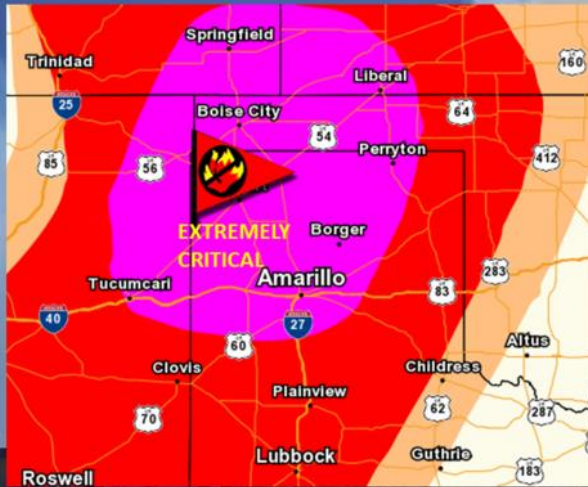 Springfield
Trinidad
160
Liberal
25
Boise City
64
54
Perryton
85
56
412
EXTREMELY
CRITICAL
Borger
Amarillo
283
Tucumcari
83
40
27
60
Altus
Clovis
Childress
Plainview
62
287
70
Lubbock
Guthrie
Roswell
183